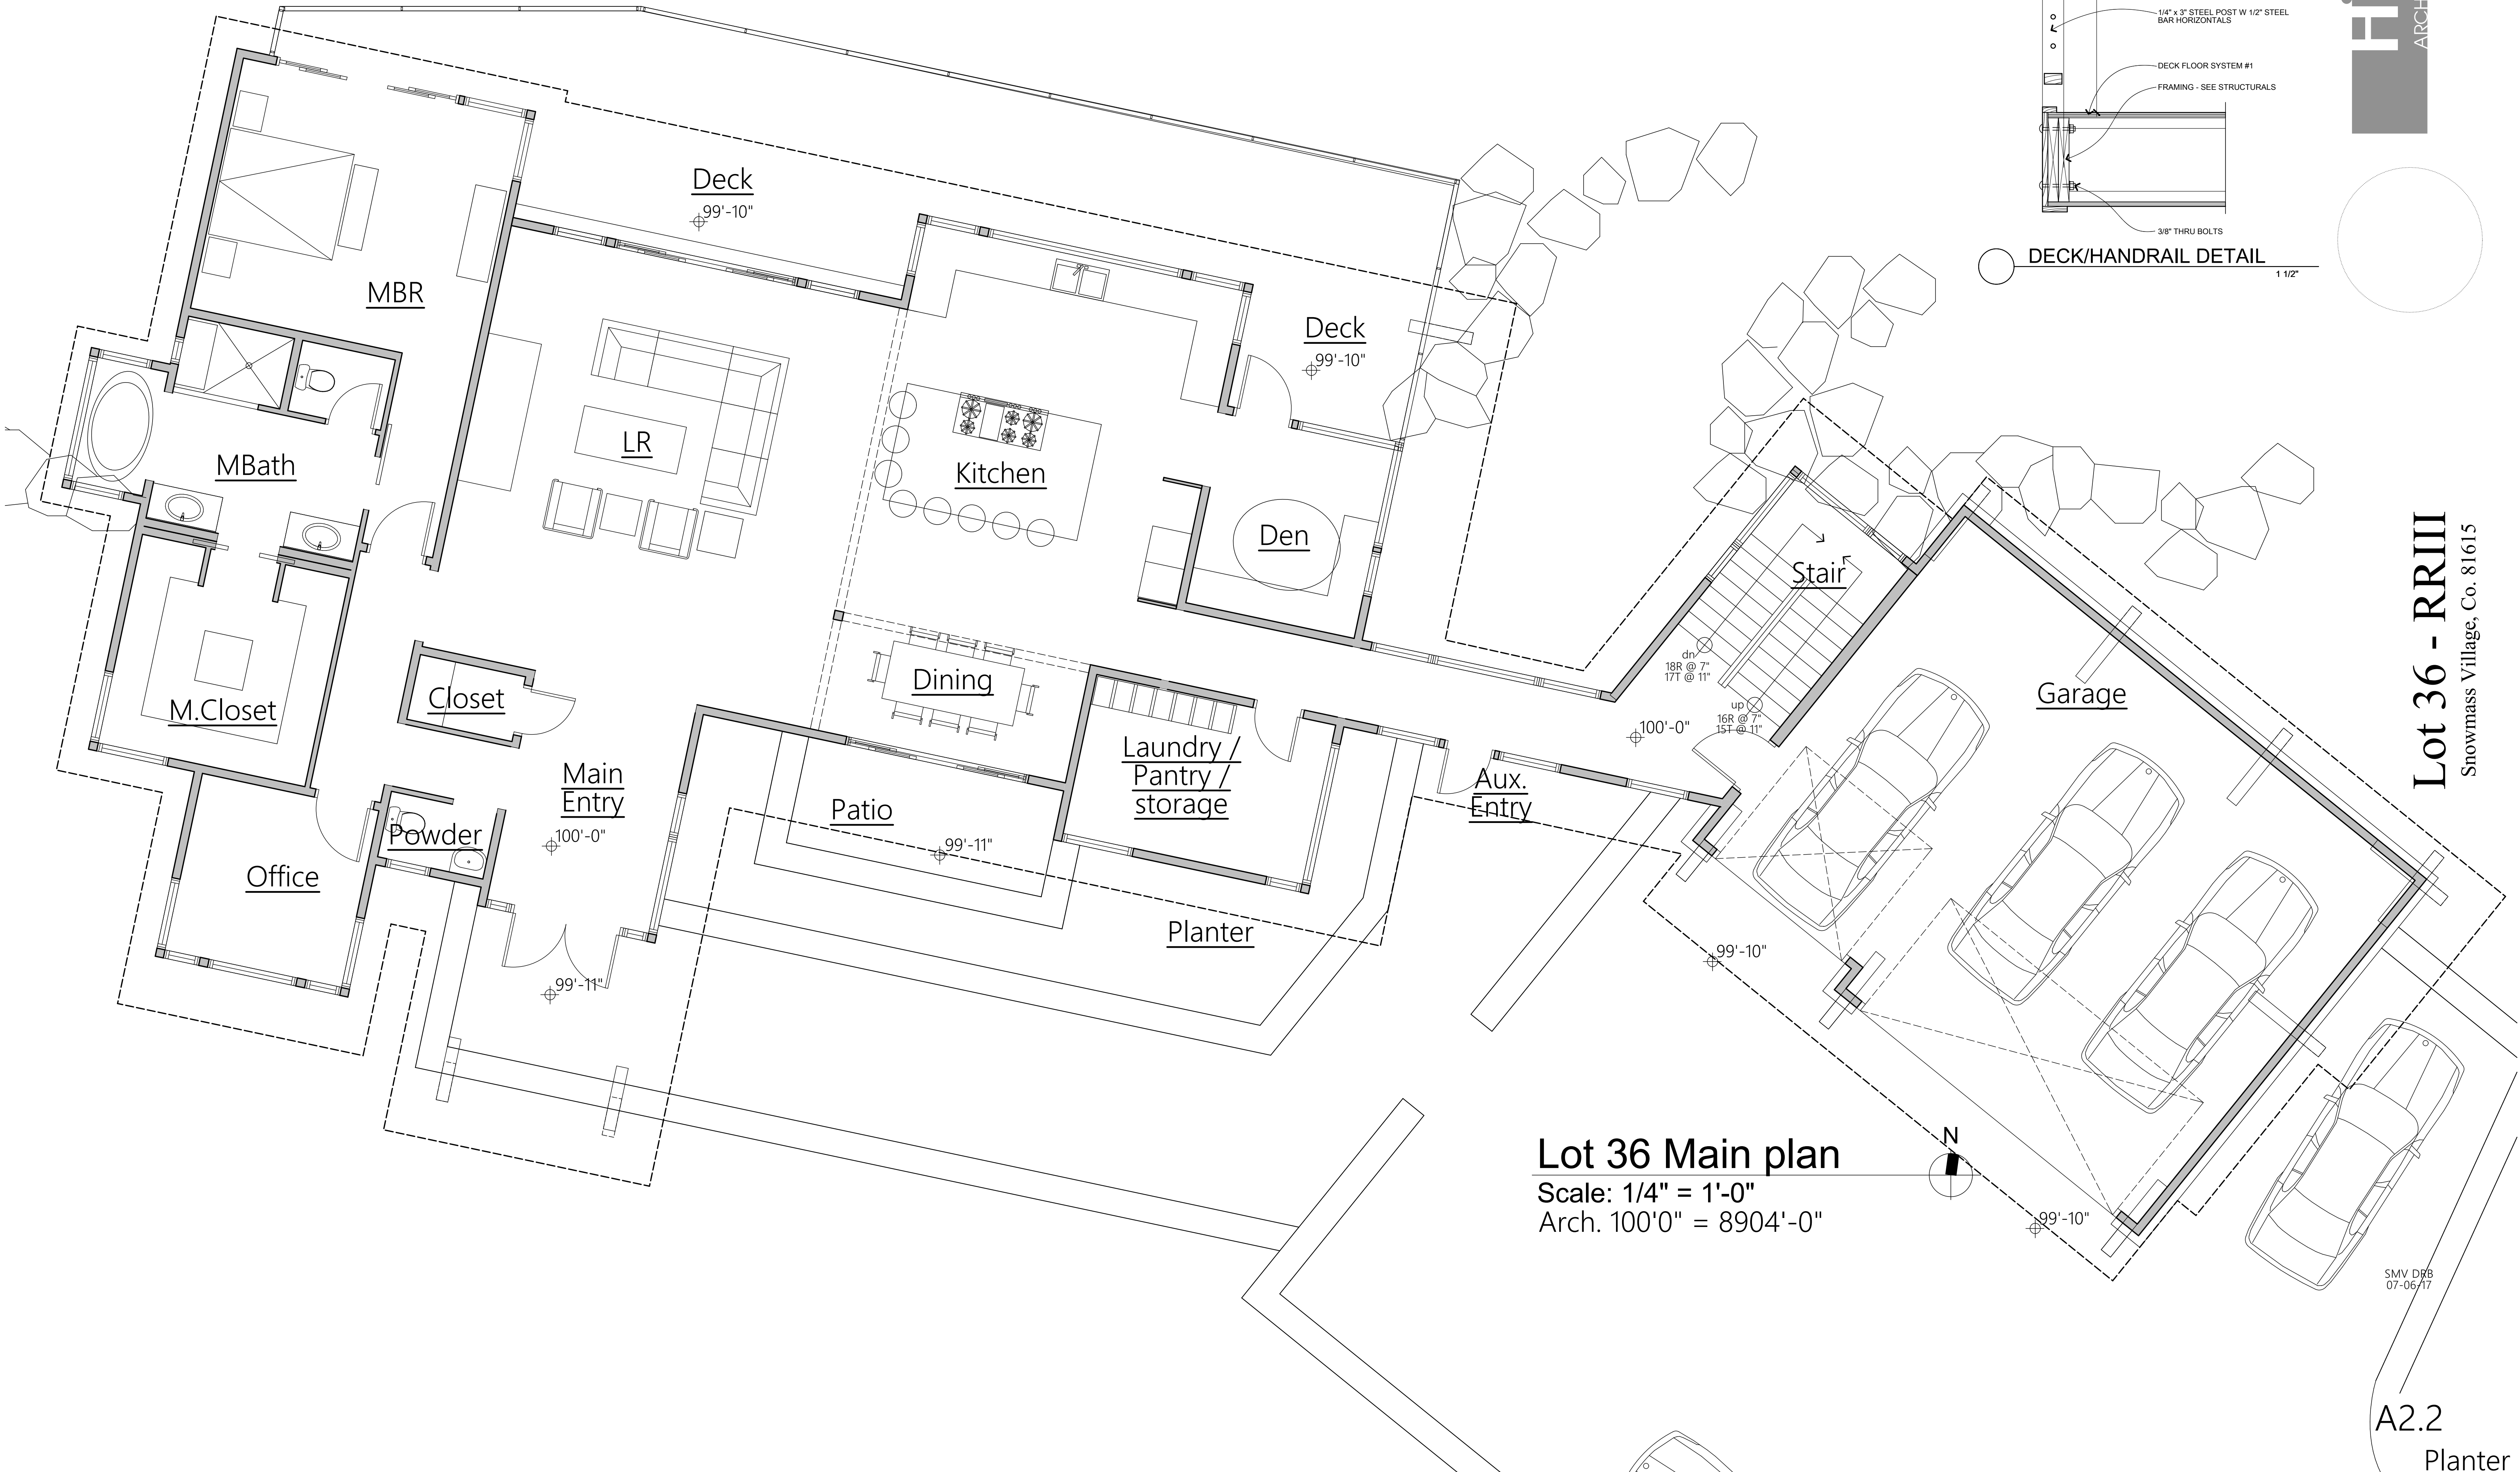 1/4" x 3" STEEL POST W 1/2" STEEL
BAR HORIZONTALS
DECK FLOOR SYSTEM #1
FRAMING - SEE STRUCTURALS
3/8" THRU BOLTS
DECK/HANDRAIL DETAIL
1 1/2"
ARCH
Deck
99'-10"
MBR
Deck
99'-10"
LR
MBath
Kitchen
Den
Stair
dn
18R @ 7"
17T @ 11"
up
16R @ 7"
15T @ 11"
Garage
M.Closet
Closet
Dining
100'-0"
Laundry /
Pantry /
storage
Main
Entry
100'-0"
Patio
99'-11"
Aux.
Entry
Powder
Office
Planter
99'-11"
99'-10"
99'-10"
Lot 36 - RRIII
Snowmass Village, Co. 81615
N
Lot 36 Main plan
Scale: 1/4" = 1'-0"
Arch. 100'0" = 8904'-0"
SMV DRB
07-06-17
A2.2
Planter